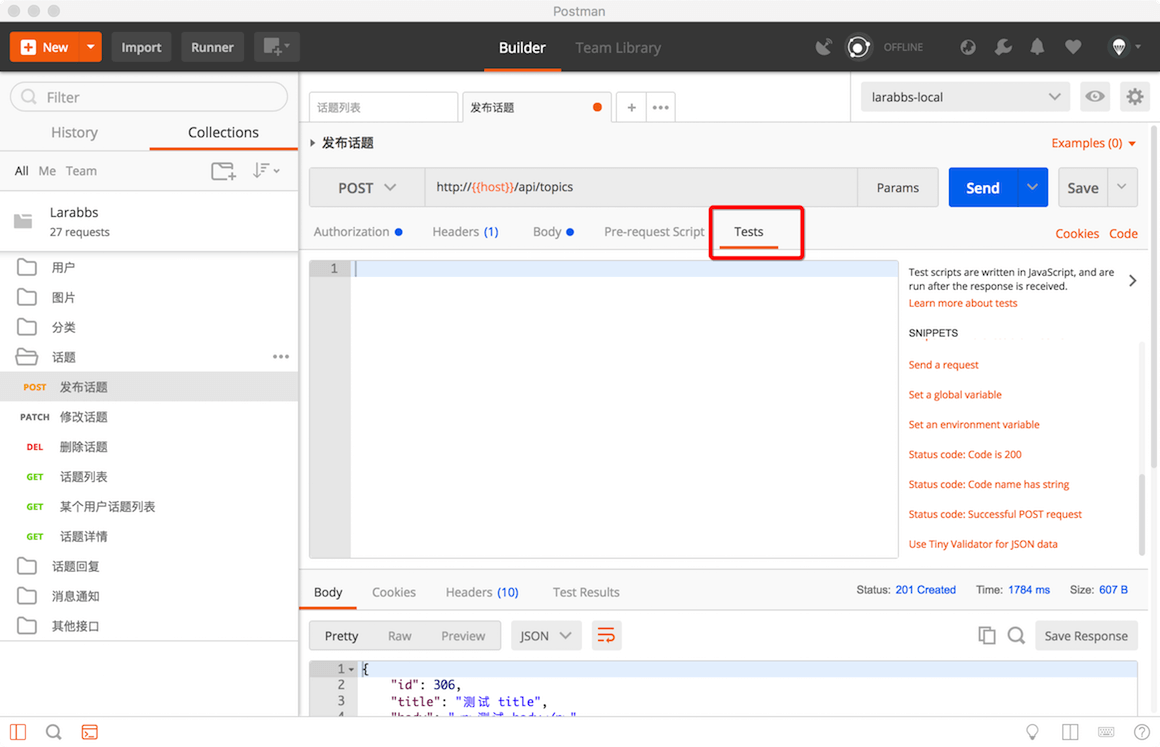 Postman
New
Import
Runner
Builder
Team Library
OFFLINE
Filter
History
Collections
All Me Team
Larabbs
27 requests
用户
图片
分类
话题
POST 发布话题
PATCH 修改话题
DEL 删除话题
GET 话题列表
GET 某个用户话题列表
GET 话题详情
话题回复
消息通知
其他接口
话题列表
发布话题
larabbs-local
发布话题
Examples (0)
POST
http://{{host}}/api/topics
Params
Send
Save
Authorization
Headers (1)
Body
Pre-request Script
Tests
Cookies Code
1
Test scripts are written in JavaScript, and are
run after the response is received.
Learn more about tests
SNIPPETS
Send a request
Set a global variable
Set an environment variable
Status code: Code is 200
Status code: Code name has string
Status code: Successful POST request
Use Tiny Validator for JSON data
Body
Cookies
Headers (10)
Test Results
Status: 201 Created
Time: 1784 ms
Size: 607 B
Pretty
Raw
Preview
JSON
Save Response
1 {
2 "id": 306,
3 "title": "测试 title",